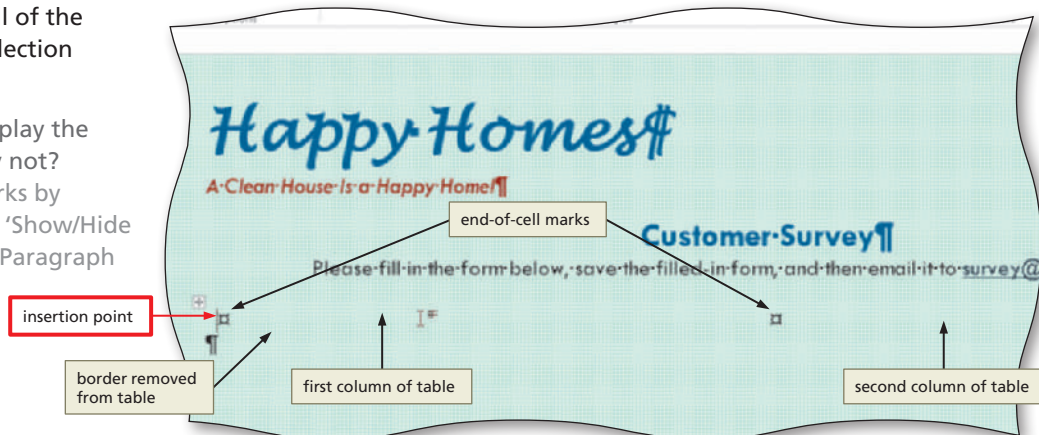 l of the
lection
play the
y not?
rks by
'Show/Hide
Paragraph
Happy·Homes¶
A·Clean·House·Is·a·Happy·Home!¶
end-of-cell marks
Customer·Survey¶
Please·fill·in·the·form·below,·save·the·filled-in·form,·and·then·email·it·to·survey@
insertion point
¤
¤
¶
border removed
from table
first column of table
second column of table